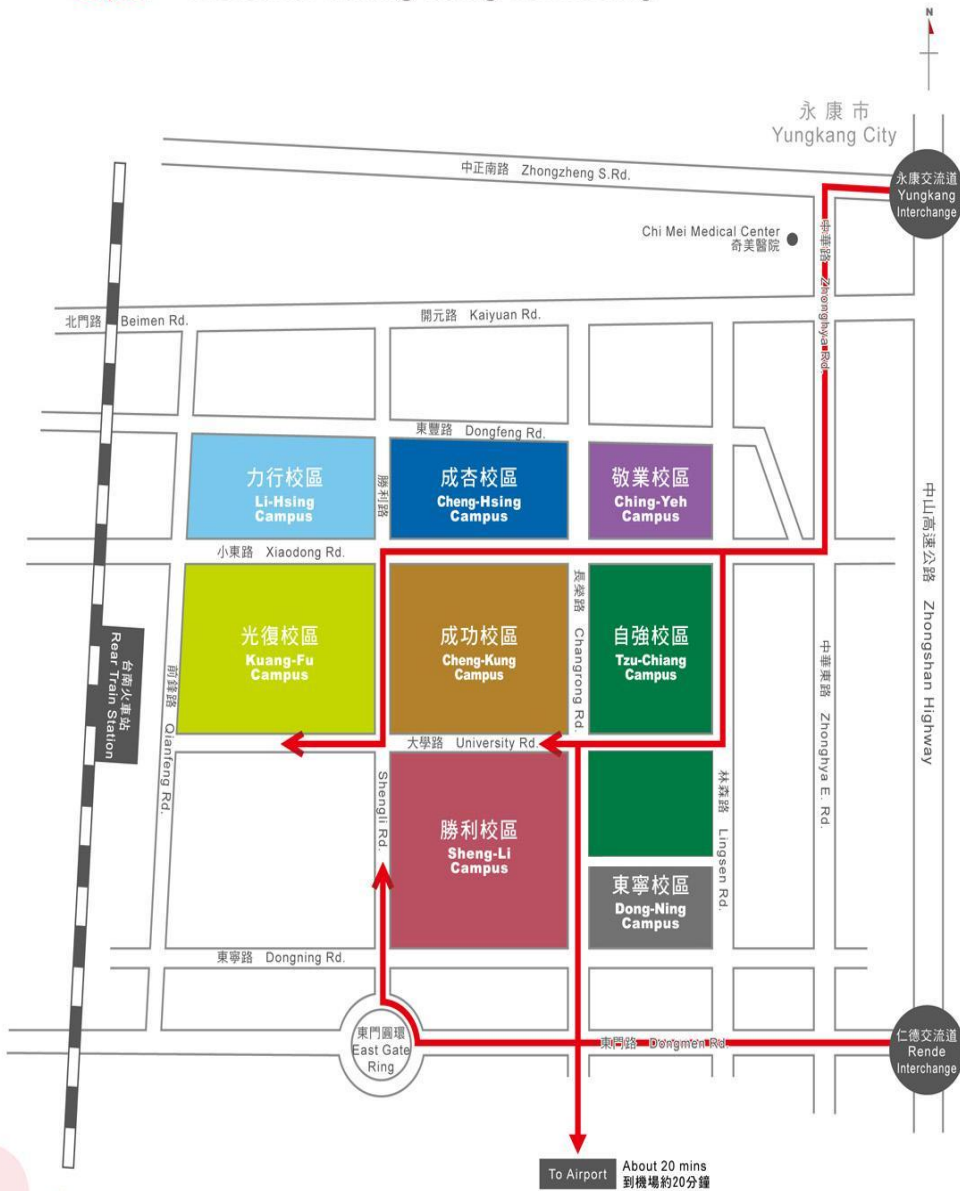 N
永康市
Yungkang City
中正南路 Zhongzheng S.Rd.
永康交流道
Yungkang
Interchange
Chi Mei Medical Center
奇美醫院
中華路 Zhonghya Rd.
北門路 Beimen Rd.
開元路 Kaiyuan Rd.
東豐路 Dongfeng Rd.
力行校區
Li-Hsing
Campus
勝利路
成杏校區
Cheng-Hsing
Campus
敬業校區
Ching-Yeh
Campus
中山高速公路 Zhongshan Highway
小東路 Xiaodong Rd.
光復校區
Kuang-Fu
Campus
成功校區
Cheng-Kung
Campus
長榮路 Changrong Rd.
自強校區
Tzu-Chiang
Campus
台南火車站
Rear Train Station
前鋒路 Qianfeng Rd.
中華東路 Zhonghya E. Rd.
大學路 University Rd.
Shengli Rd.
勝利校區
Sheng-Li
Campus
林森路 Lingsen Rd.
東寧校區
Dong-Ning
Campus
東寧路 Dongning Rd.
東門圓環
East Gate
Ring
東門路 Dongmen Rd
仁德交流道
Rende
Interchange
To Airport
About 20 mins
到機場約20分鐘